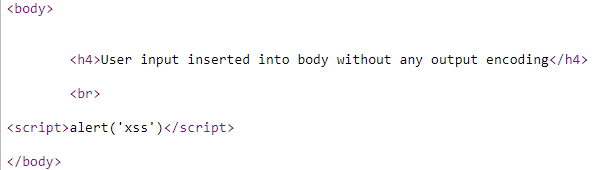 <body>
<h4>User input inserted into body without any output encoding</h4>
<br>
<script>alert('xss')</script>
</body>